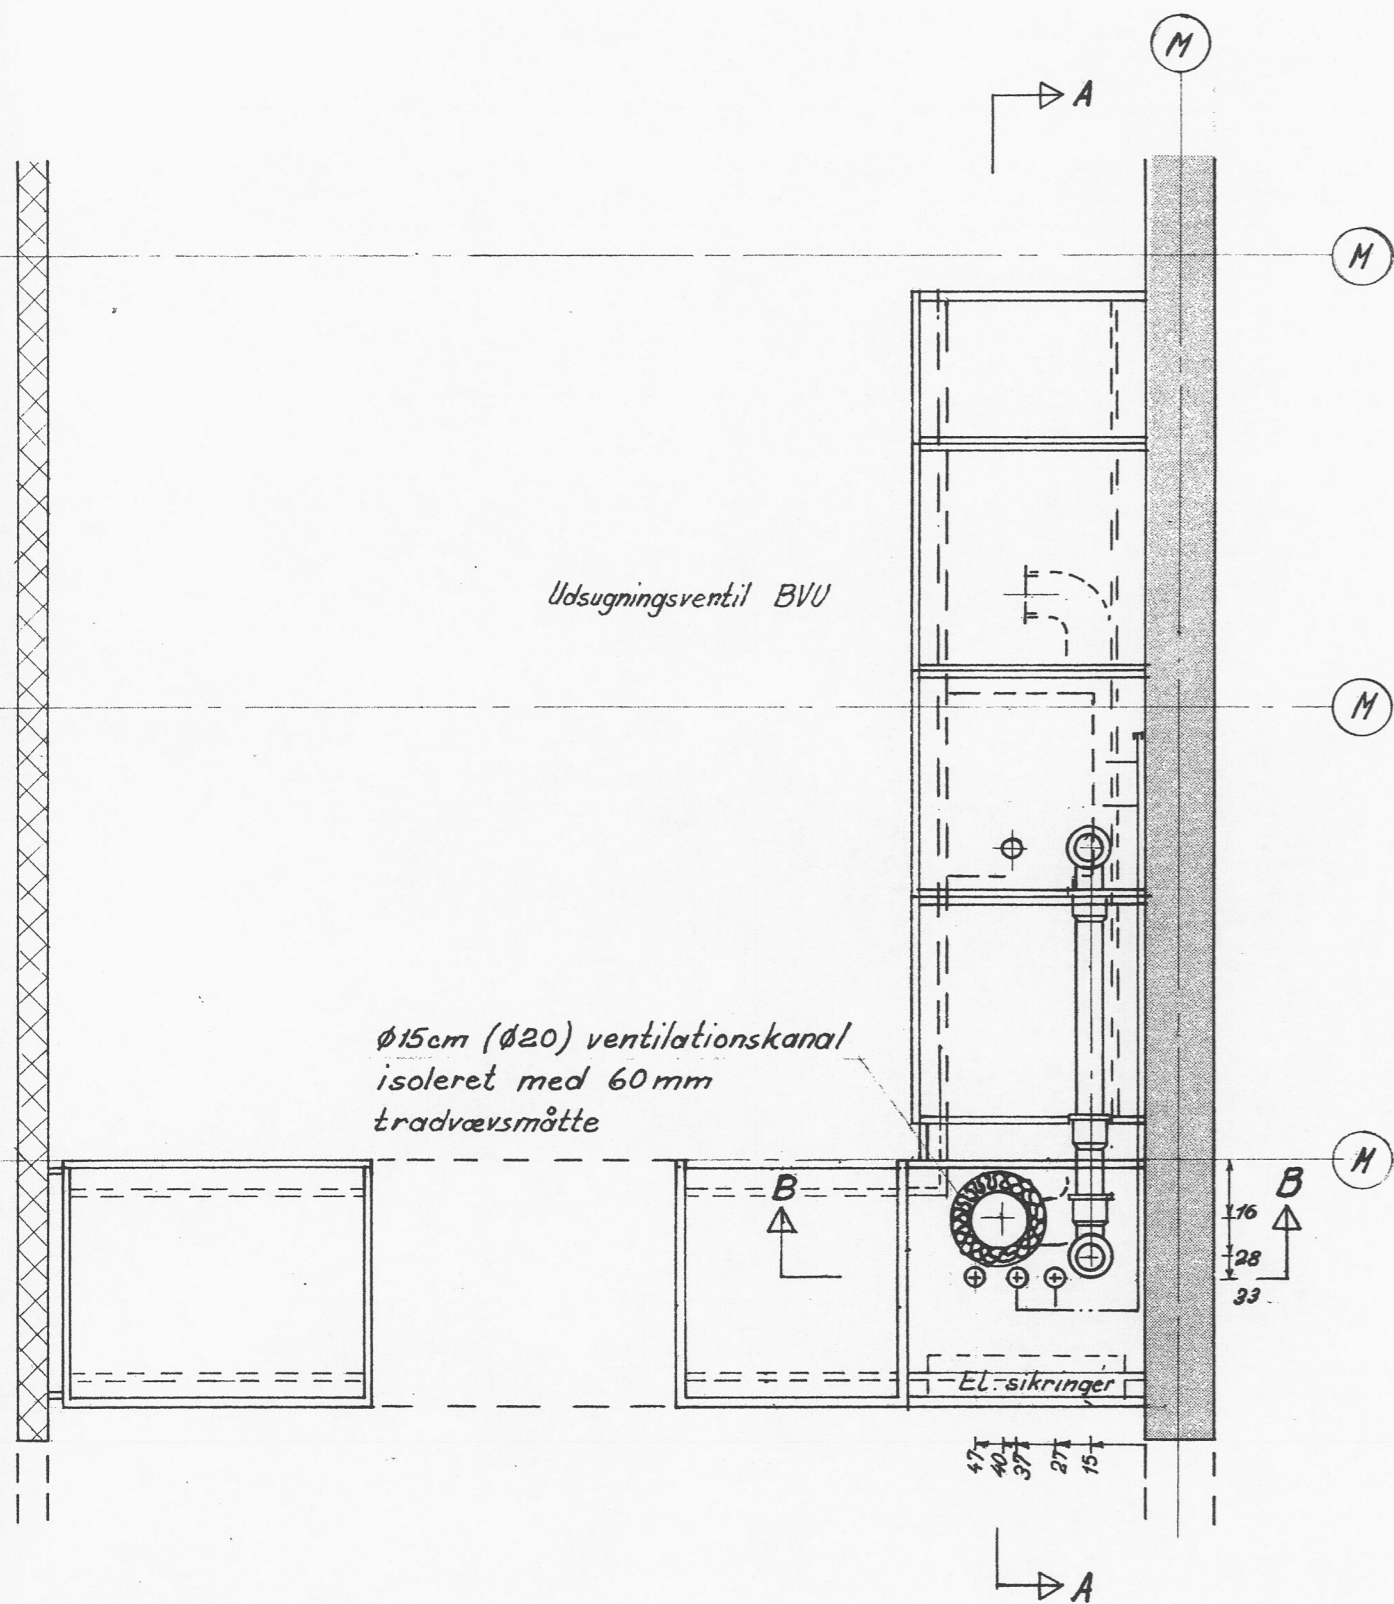 M
A
M
Udsugningsventil BVU
M
Ø15cm (Ø20) ventilationskanal
isoleret med 60mm
tradvævsmåtte
M
B
B
16
28
33
El. sikringer
47 40 37 27 15
A